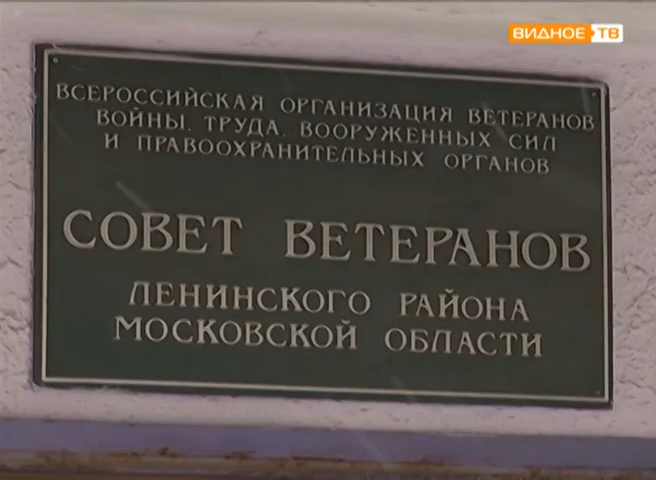 ВИДНОЕ ТВ
ВСЕРОССИЙСКАЯ ОРГАНИЗАЦИЯ ВЕТЕРАНОВ
ВОЙНЫ, ТРУДА, ВООРУЖЕННЫХ СИЛ
И ПРАВООХРАНИТЕЛЬНЫХ ОРГАНОВ
СОВЕТ ВЕТЕРАНОВ
ЛЕНИНСКОГО РАЙОНА
МОСКОВСКОЙ ОБЛАСТИ